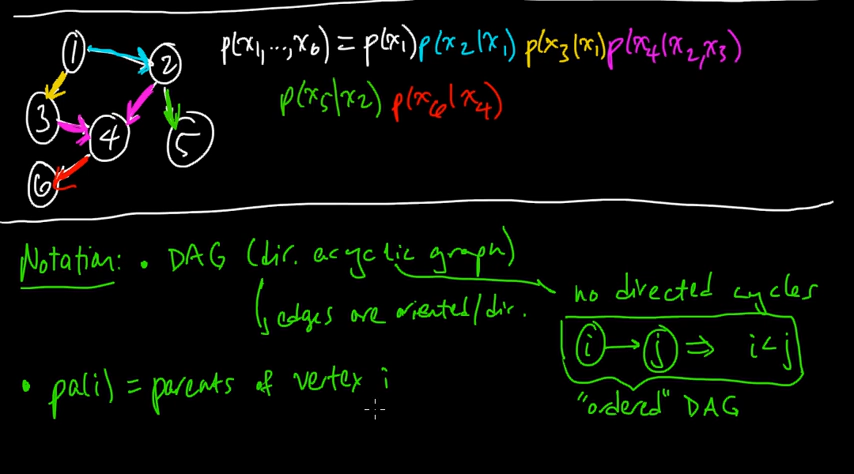 1
2
3
4
5
6
p(x1,...,x6) = p(x1) p(x2|x1) p(x3|x1) p(x4|x2,x3)
p(x5|x2) p(x6|x4)
Notation: • DAG (dir. acyclic graph)
↳ edges are oriented/dir.
no directed cycles
i → j ⇒ i < j
"ordered" DAG
• pa(i) = parents of vertex i